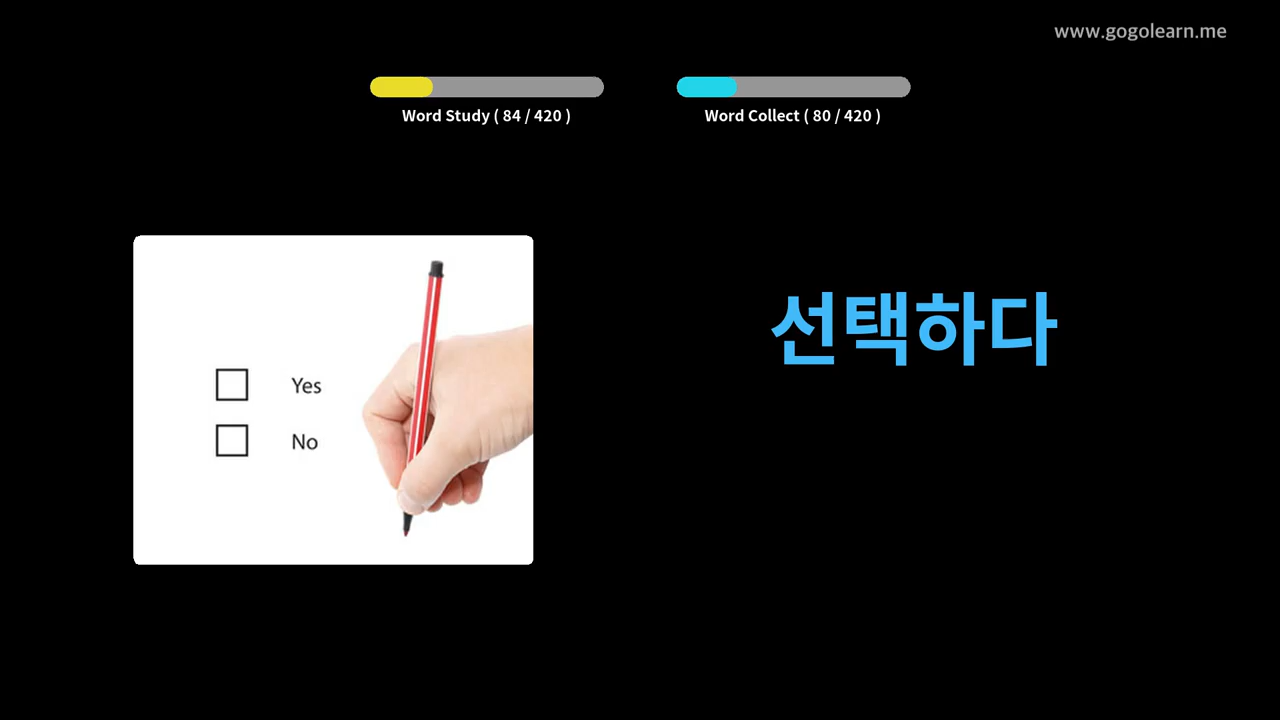 www.gogolearn.me
Word Study ( 84 / 420 )
Word Collect ( 80 / 420 )
선택하다
Yes
No